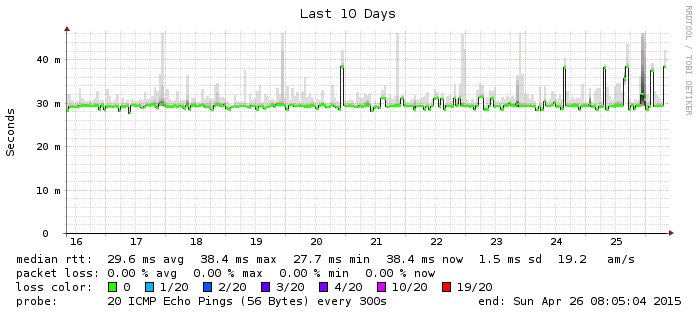 Last 10 Days
RRDTOOL / TOBI OETIKER
Seconds
40 m
30 m
20 m
10 m
0
16 17 18 19 20 21 22 23 24 25
median rtt: 29.6 ms avg 38.4 ms max 27.7 ms min 38.4 ms now 1.5 ms sd 19.2 am/s
packet loss: 0.00 % avg 0.00 % max 0.00 % min 0.00 % now
loss color: 0 1/20 2/20 3/20 4/20 10/20 19/20
probe: 20 ICMP Echo Pings (56 Bytes) every 300s end: Sun Apr 26 08:05:04 2015